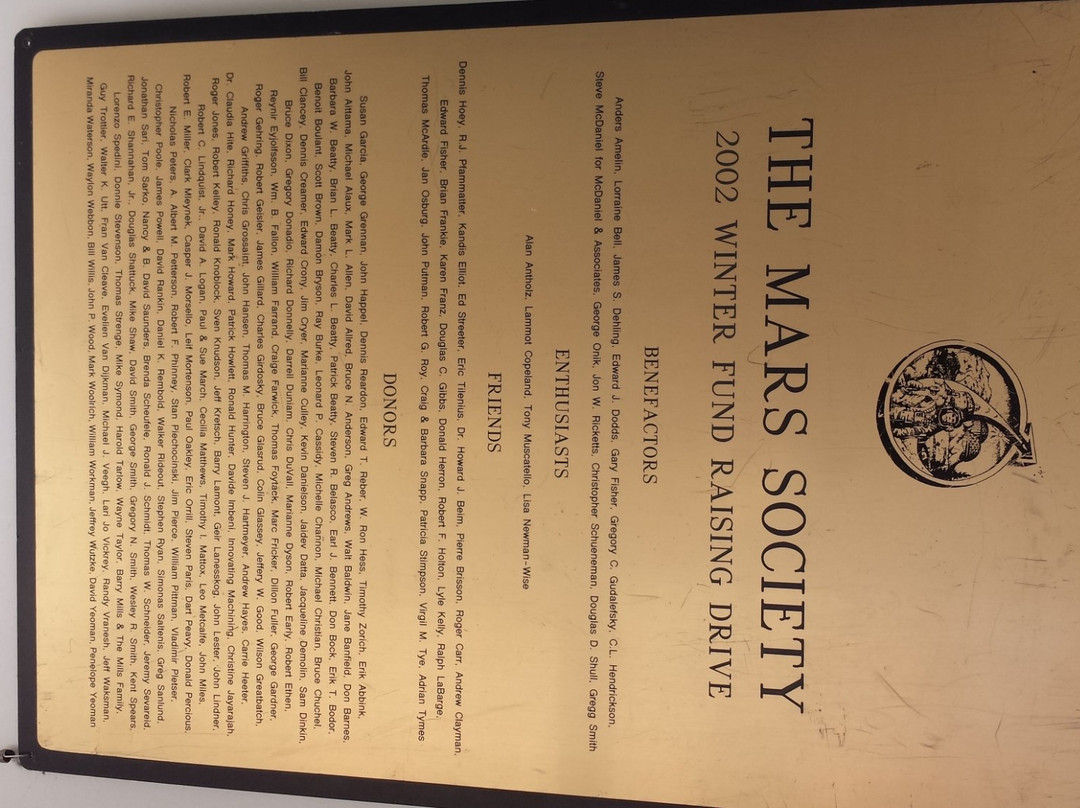 THE MARS SOCIETY
2002 WINTER FUND RAISING DRIVE
BENEFACTORS
Anders Amelin, Lorraine Bell, James S. Dehling, Edward J. Dodds, Gary Fisher, Gregory C. Gudalefsky, C.L. Hendrickson,
Steve McDaniel for McDaniel & Associates, George Onik, Jon W. Ricketts, Christopher Schueneman, Douglas D. Shull, Gregg Smith
ENTHUSIASTS
Alan Antholz, Lammot Copeland, Tony Muscatello, Lisa Newman-Wise
FRIENDS
Dennis Hoey, R.J. Pfammatter, Kandis Elliot, Ed Streeter, Eric Tilenius, Dr. Howard J. Beim, Pierre Brisson, Roger Carr, Andrew Clayman,
Edward Fisher, Brian Frankie, Karen Franz, Douglas C. Gibbs, Donald Herron, Robert F. Holton, Lyle Kelly, Ralph LaBarge,
Thomas McArdle, Jan Osburg, John Putman, Robert G. Roy, Craig & Barbara Snapp, Patricia Stimpson, Virgil M. Tye, Adrian Tymes
DONORS
Susan Garcia, George Grennan, John Happel, Dennis Reardon, Edward T. Reber, W. Ron Hess, Timothy Zorich, Erik Abbink,
John Aittama, Michael Alaux, Mark L. Allen, David Allred, Bruce N. Anderson, Greg Andrews, Walt Baldwin, Jane Banfield, Don Barnes,
Barbara W. Beatty, Brian L. Beatty, Charles L. Beatty, Patrick Beatty, Steven R. Belasco, Earl J. Bennett, Don Bock, Erik T. Bodor,
Benoit Boulant, Scott Brown, Damon Bryson, Ray Burke, Leonard P. Cassidy, Michelle Channon, Michael Christian, Bruce Chuchel,
Bill Clancey, Dennis Creamer, Edward Crony, Jim Cryer, Marianne Culley, Kevin Danielson, Jaidev Datta, Jacqueline Demolin, Sam Dinkin,
Bruce Dixon, Gregory Donadio, Richard Donnelly, Darrell Duniam, Chris DuVall, Marianne Dyson, Robert Early, Robert Ethen,
Reynir Eyjolfsson, Wm. B. Fallon, William Farrand, Craige Farwick, Thomas Foytack, Marc Fricker, Dillon Fuller, George Gardner,
Roger Gehring, Robert Geisler, James Gillard, Charles Girdosky, Bruce Glasrud, Colin Glassey, Jeffery W. Good, Wilson Greatbatch,
Andrew Griffiths, Chris Grossaint, John Hansen, Thomas M. Harrington, Steven J. Hartmeyer, Andrew Hayes, Carrie Heeter,
Dr. Claudia Hite, Richard Honey, Mark Howard, Patrick Howlett, Ronald Hunter, Davide Imbeni, Innovating Machining, Christine Jayarajah,
Roger Jones, Robert Kelley, Ronald Knoblock, Sven Knudson, Jeff Kretsch, Barry Lamont, Geir Lanesskog, John Lester, John Lindner,
Robert C. Lindquist, Jr., David A. Logan, Paul & Sue March, Cecilia Matthews, Timothy I. Mattox, Leo Metcalfe, John Miles,
Robert E. Miller, Clark Mleynek, Casper J. Morsello, Leif Mortenson, Paul Oakley, Eric Orrill, Steven Paris, Dart Peavy, Donald Percious,
Nicholas Peters, A. Albert M. Petterson, Robert F. Phinney, Stan Piechocinski, Jim Pierce, William Pittman, Vladimir Pletser,
Christopher Poole, James Powell, David Rankin, Daniel K. Rembold, Walker Rideout, Stephen Ryan, Simonas Saltenis, Greg Sanlund,
Jonathan Sari, Tom Sarko, Nancy & B. David Saunders, Brenda Scheufele, Ronald J. Schmidt, Thomas W. Schneider, Jeremy Sevareid,
Richard E. Shannahan, Jr., Douglas Shattuck, Mike Shaw, David Smith, George Smith, Gregory N. Smith, Wesley R. Smith, Kent Spears,
Lorenzo Spedini, Donnie Stevenson, Thomas Strenge, Mike Symond, Harold Tarlow, Wayne Taylor, Barry Mills & The Mills Family,
Guy Trottier, Walter K. Utt, Fran Van Cleave, Evelien Van Dijkman, Michael J. Veegh, Lari Jo Vickrey, Randy Vranesh, Jeff Waksman,
Miranda Waterson, Waylon Webbon, Bill Willis, John P. Wood, Mark Woolrich, William Workman, Jeffrey Wutzke, David Yeoman, Penelope Yeoman